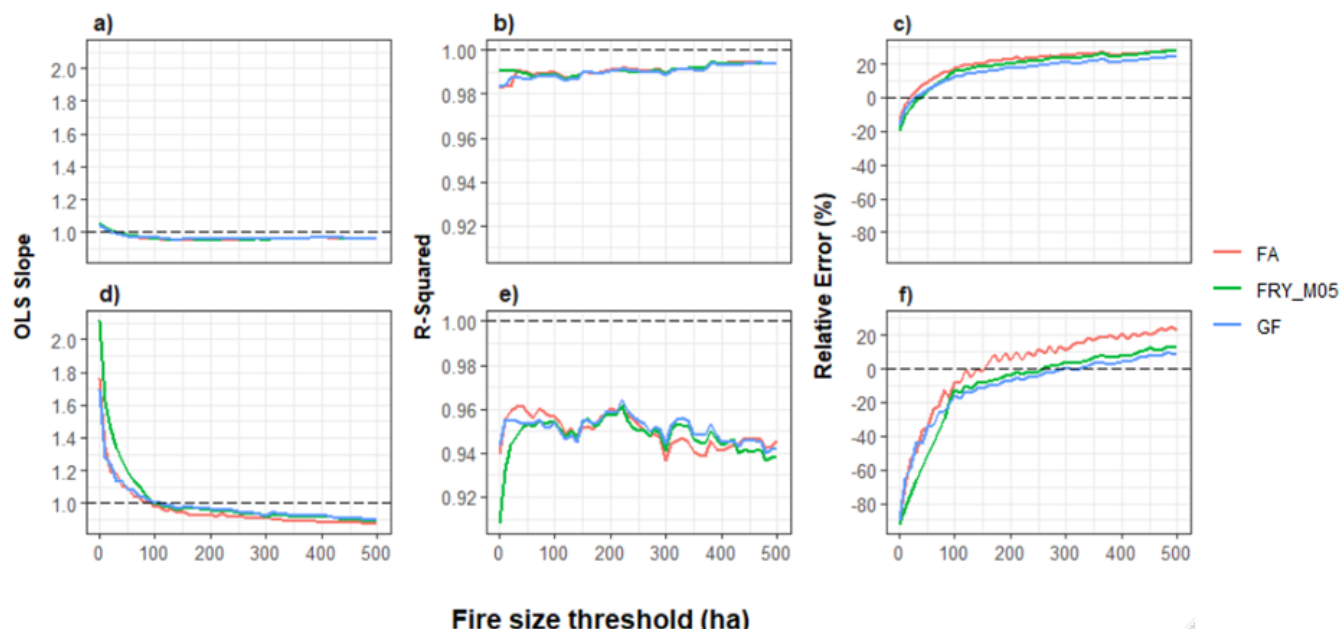 a)
b)
c)
2.0
1.8
1.6
1.4
1.2
1.0
1.00
0.98
0.96
0.94
0.92
20
0
-20
-40
-60
-80
OLS Slope
R-Squared
Relative Error (%)
FA
FRY_M05
GF
d)
e)
f)
2.0
1.8
1.6
1.4
1.2
1.0
1.00
0.98
0.96
0.94
0.92
20
0
-20
-40
-60
-80
0 100 200 300 400 500
0 100 200 300 400 500
0 100 200 300 400 500
Fire size threshold (ha)